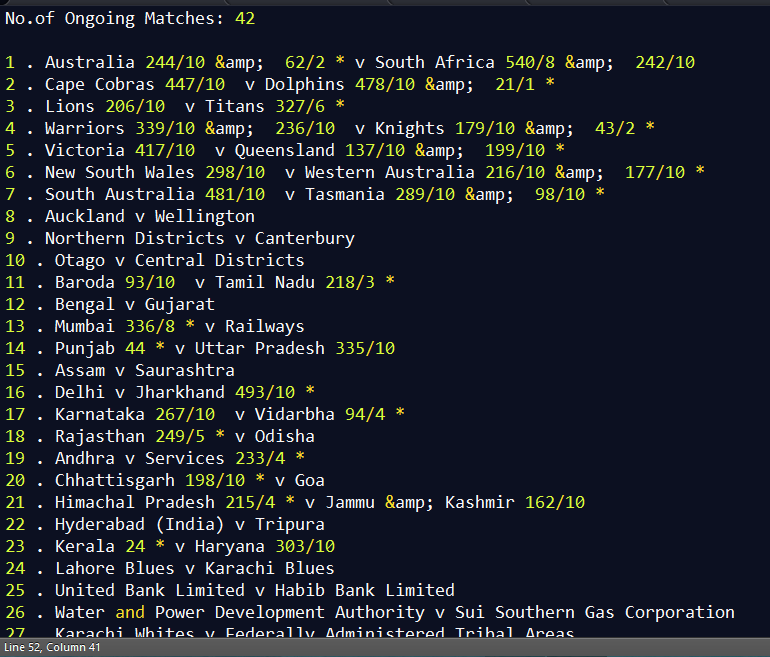 No.of Ongoing Matches: 42
1 . Australia 244/10 &amp;  62/2 * v South Africa 540/8 &amp;  242/10
2 . Cape Cobras 447/10  v Dolphins 478/10 &amp;  21/1 *
3 . Lions 206/10  v Titans 327/6 *
4 . Warriors 339/10 &amp;  236/10  v Knights 179/10 &amp;  43/2 *
5 . Victoria 417/10  v Queensland 137/10 &amp;  199/10 *
6 . New South Wales 298/10  v Western Australia 216/10 &amp;  177/10 *
7 . South Australia 481/10  v Tasmania 289/10 &amp;  98/10 *
8 . Auckland v Wellington
9 . Northern Districts v Canterbury
10 . Otago v Central Districts
11 . Baroda 93/10  v Tamil Nadu 218/3 *
12 . Bengal v Gujarat
13 . Mumbai 336/8 * v Railways
14 . Punjab 44 * v Uttar Pradesh 335/10
15 . Assam v Saurashtra
16 . Delhi v Jharkhand 493/10 *
17 . Karnataka 267/10  v Vidarbha 94/4 *
18 . Rajasthan 249/5 * v Odisha
19 . Andhra v Services 233/4 *
20 . Chhattisgarh 198/10 * v Goa
21 . Himachal Pradesh 215/4 * v Jammu &amp; Kashmir 162/10
22 . Hyderabad (India) v Tripura
23 . Kerala 24 * v Haryana 303/10
24 . Lahore Blues v Karachi Blues
25 . United Bank Limited v Habib Bank Limited
26 . Water and Power Development Authority v Sui Southern Gas Corporation
27 . Karachi Whites v Federally Administered Tribal Areas
Line 52, Column 41